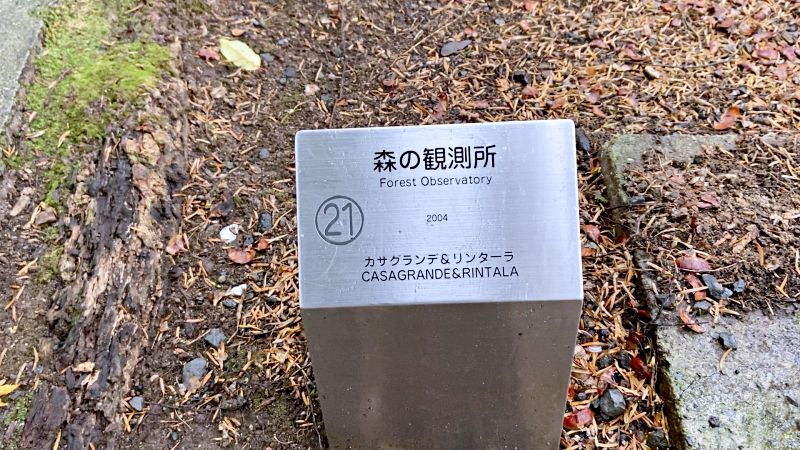 森の観測所
Forest Observatory
21
2004
カサグランデ&リンターラ
CASAGRANDE&RINTALA